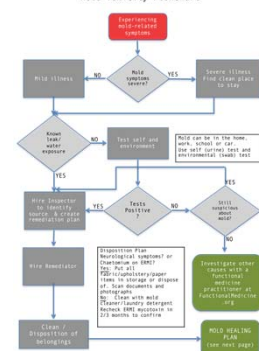 Experiencing
mold-related
symptoms
Mild illness
NO
Mold
symptoms
severe?
YES
Severe illness
Find clean place
to stay
Known
leak/
water
exposure
NO
Test self and
environment
Mold can be in the home,
work, school or car.
Use self (urine) test and
environmental (swab) test
YES
YES
Hire Inspector
to identify
source & create
remediation plan
YES
Tests
Positive
?
NO
Still
suspicious
about
mold?
NO
Hire Remediator
Disposition Plan
Neurological symptoms? or
Chaetomium on ERMI?
Yes: Put all
fabric/upholstery/paper
items in storage or dispose
of. Scan documents and
photographs
No: Clean with mold
cleaner/laundry detergent
Recheck ERMI mycotoxin in
2/3 months to confirm
Investigate other
causes with a
functional
medicine
practitioner at
FunctionalMedicine
.org
Clean /
Disposition of
belongings
MOLD HEALING
PLAN
(see next page)